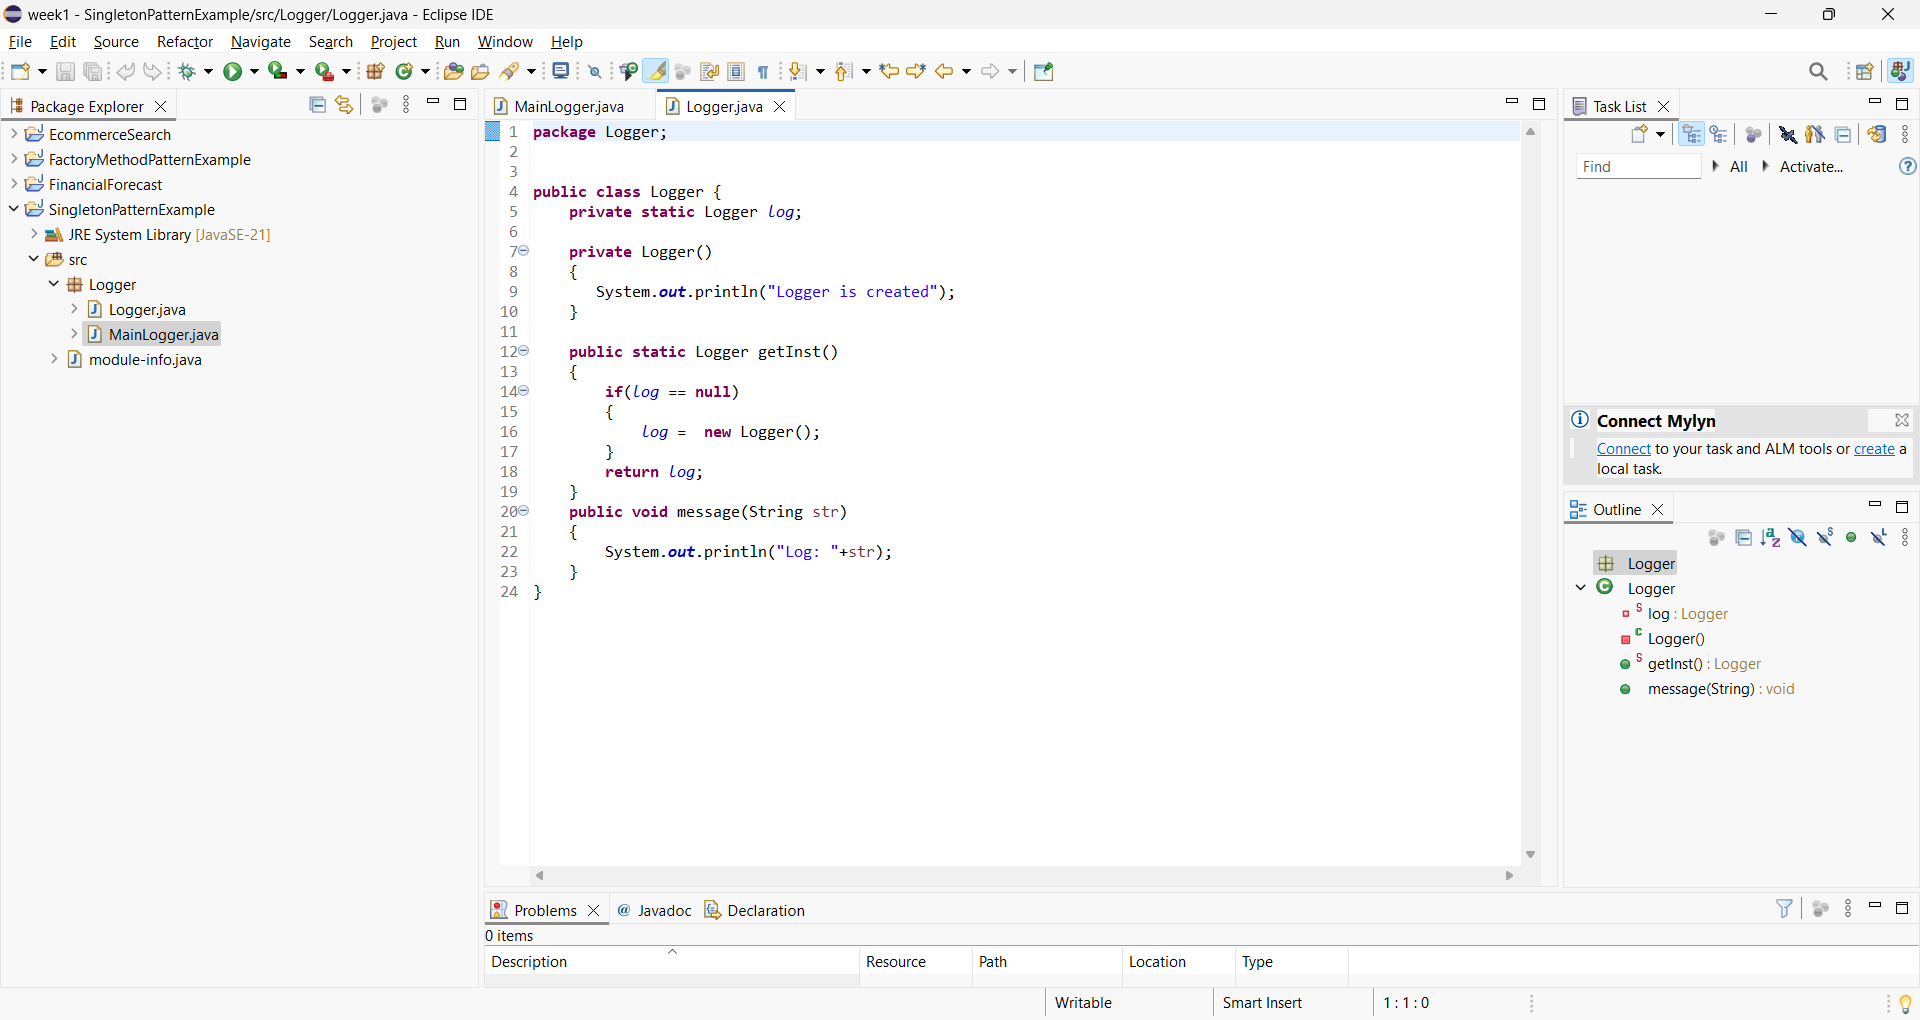 week1 - SingletonPatternExample/src/Logger/Logger.java - Eclipse IDE
File Edit Source Refactor Navigate Search Project Run Window Help
Package Explorer
EcommerceSearch
FactoryMethodPatternExample
FinancialForecast
SingletonPatternExample
JRE System Library [JavaSE-21]
src
Logger
Logger.java
MainLogger.java
module-info.java
MainLogger.java Logger.java
1 package Logger;
2
3
4 public class Logger {
5 private static Logger log;
6
7 private Logger()
8 {
9 System.out.println("Logger is created");
10 }
11
12 public static Logger getInst()
13 {
14 if(log == null)
15 {
16 log = new Logger();
17 }
18 return log;
19 }
20 public void message(String str)
21 {
22 System.out.println("Log: "+str);
23 }
24 }
Task List
Find All Activate...
Connect Mylyn
Connect to your task and ALM tools or create a
local task.
Outline
Logger
Logger
log : Logger
Logger()
getInst() : Logger
message(String) : void
Problems @ Javadoc Declaration
0 items
Description Resource Path Location Type
Writable Smart Insert 1 : 1 : 0